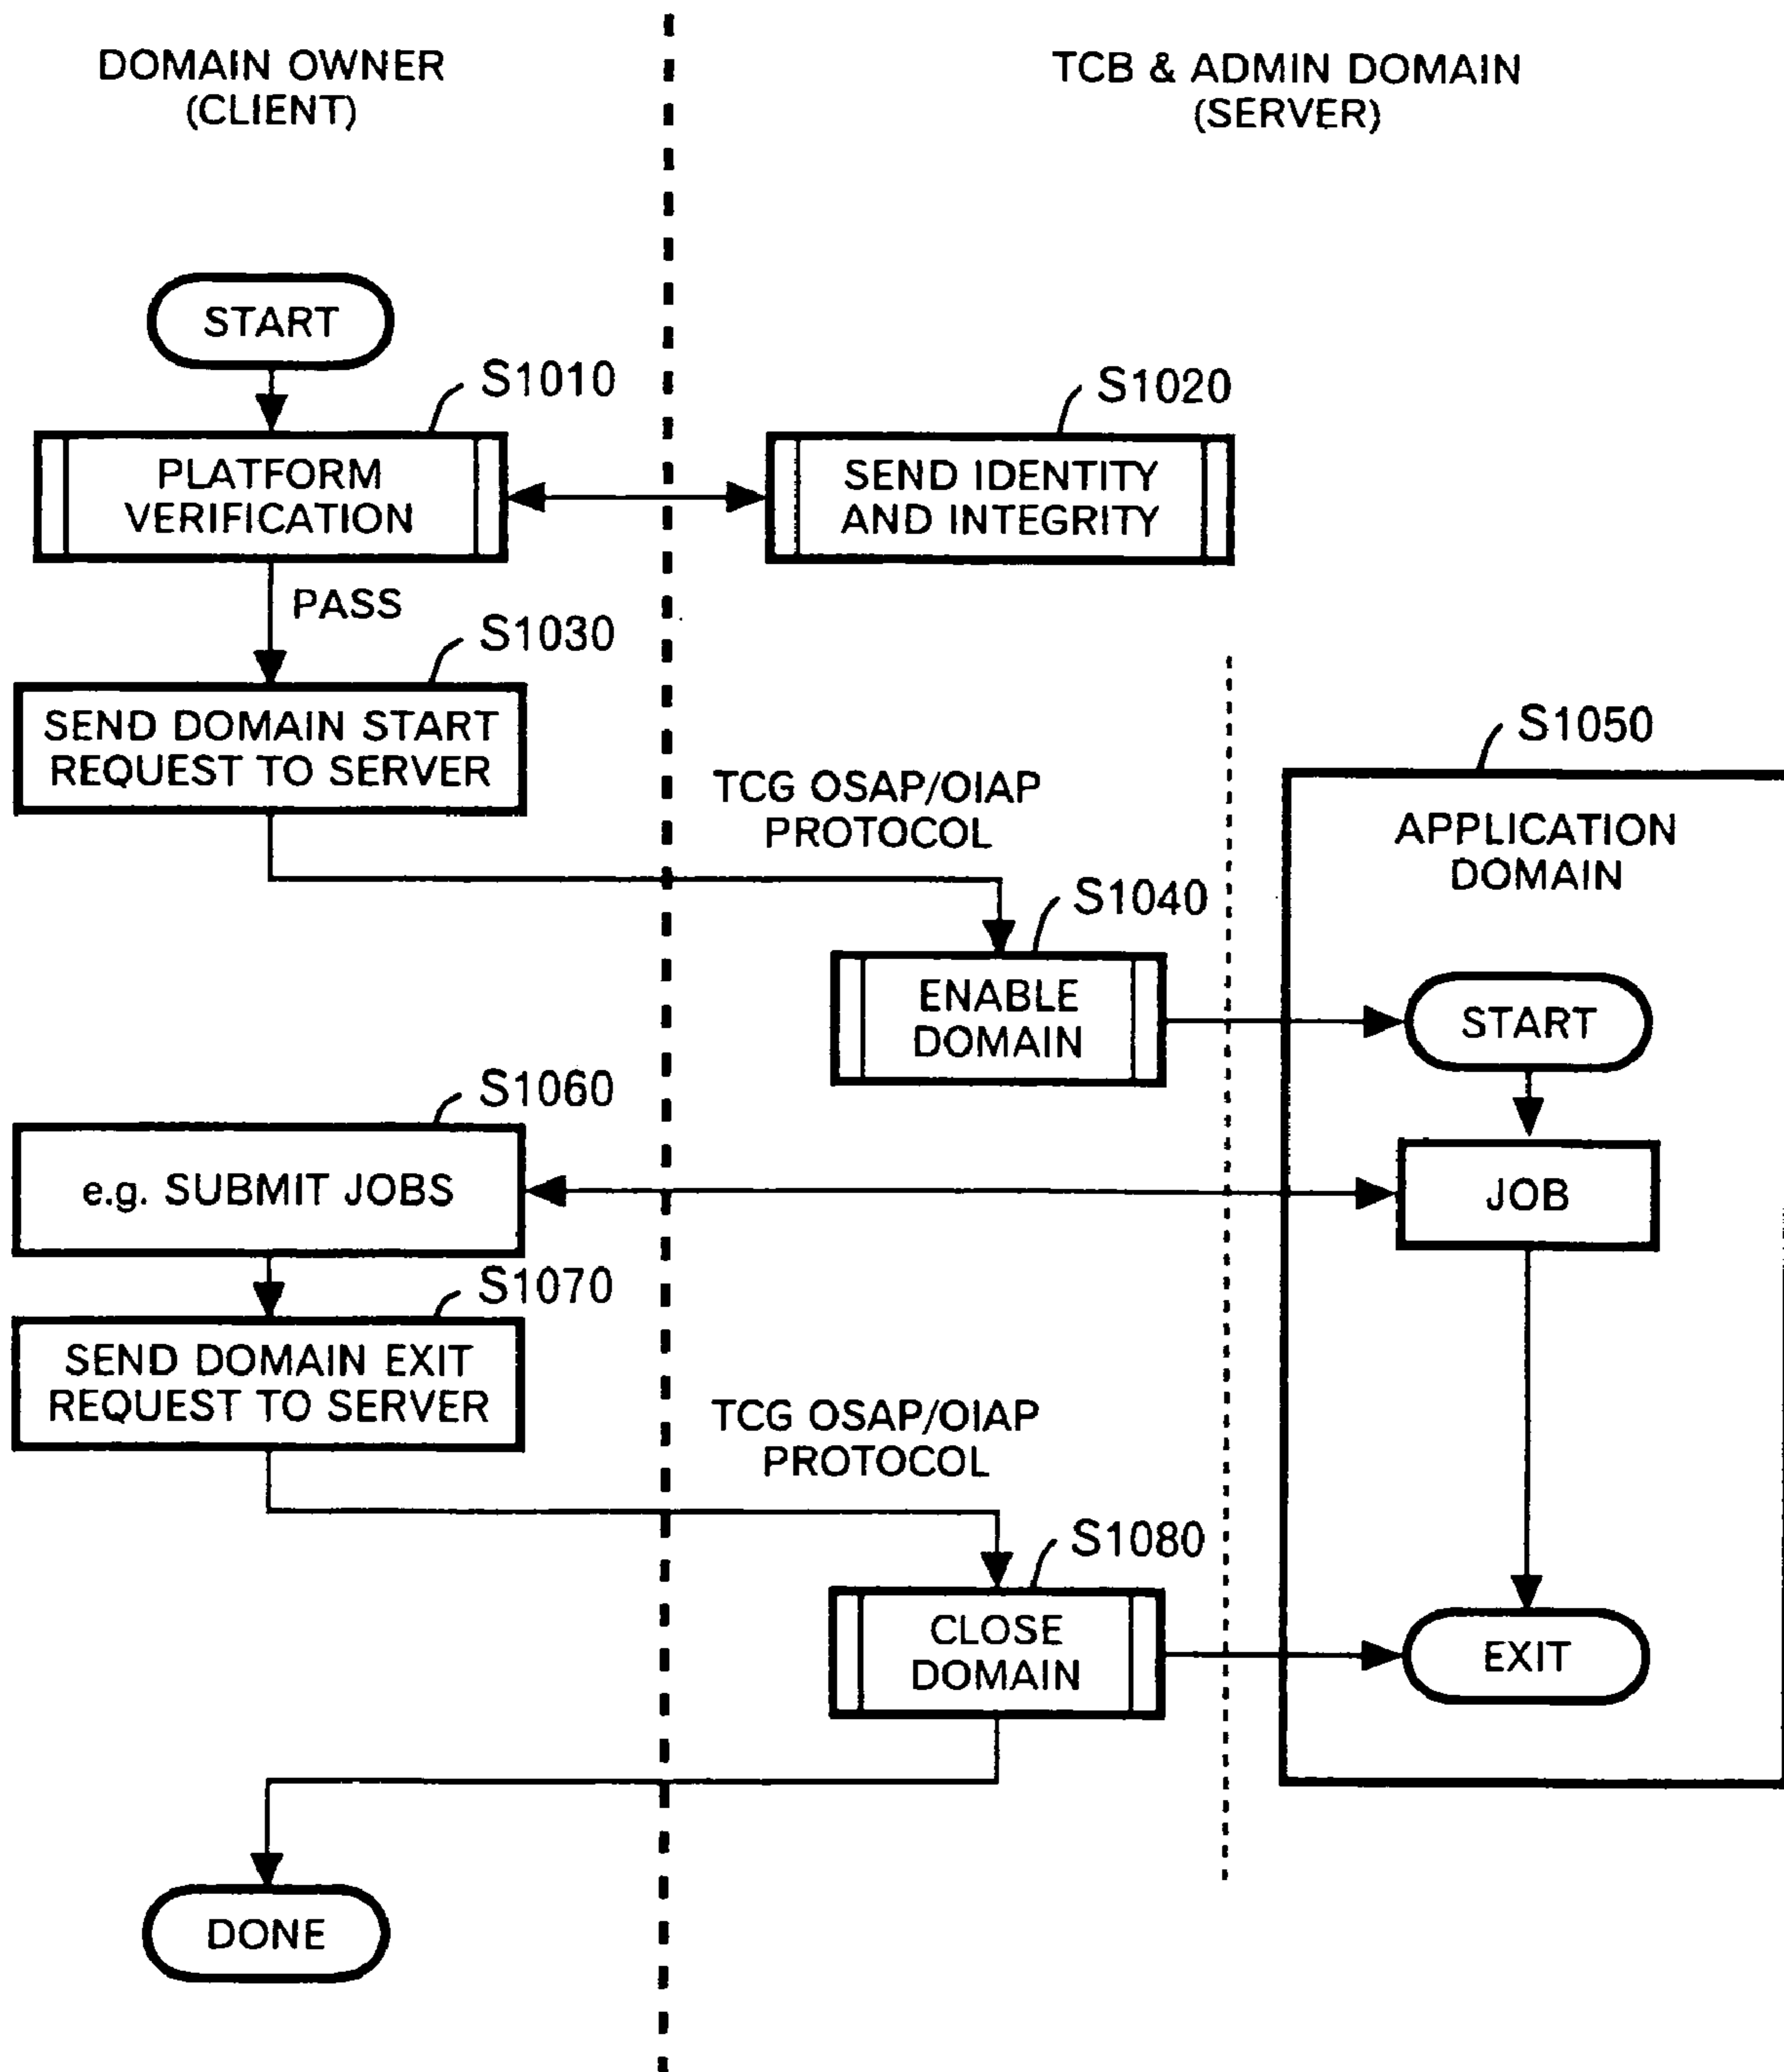 DOMAIN OWNER
(CLIENT)
TCB & ADMIN DOMAIN
(SERVER)
START
S1010
S1020
PLATFORM
VERIFICATION
SEND IDENTITY
AND INTEGRITY
PASS
S1030
SEND DOMAIN START
REQUEST TO SERVER
TCG OSAP/OIAP
PROTOCOL
S1050
APPLICATION
DOMAIN
S1040
ENABLE
DOMAIN
START
S1060
e.g. SUBMIT JOBS
JOB
S1070
SEND DOMAIN EXIT
REQUEST TO SERVER
TCG OSAP/OIAP
PROTOCOL
S1080
CLOSE
DOMAIN
EXIT
DONE